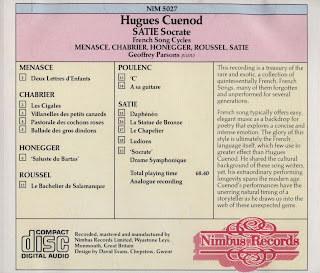 NIM 5027
Hugues Cuenod
SATIE Socrate
French Song Cycles
MENASCE, CHABRIER, HONEGGER, ROUSSEL, SATIE
Geoffrey Parsons piano
MENASCE
1 Deux Lettres d'Enfants
CHABRIER
Les Cigales
Villanelles des petits canards
Pastorale des cochons roses
Ballade des gros dindons
HONEGGER
'Saluste du Bartas'
ROUSSEL
Le Bachelier de Salamanque
POULENC
'C'
A sa guitare
SATIE
Daphénéo
La Statue de Bronze
Le Chapelier
Ludions
'Socrate'
Drame Symphonique
Total playing time 68.40
Analogue recording
This recording is a treasury of the
rare and exotic, a collection of
quintessentially French, French
Songs, many of them forgotten
and unperformed for several
generations.
French song typically offers easy,
elegant music as a backdrop for
poetry that explores a concise and
intense emotion. The glory of this
style is ultimately the French
language itself, which few use to
greater effect than Hugues
Cuenod. He shared the cultural
background of these song writers
yet, his extraordinary performing
longevity spans the modern age.
Cuenod's performances have the
unerring natural timing of a
storyteller as he draws us into the
web of three unexpected gems.
COMPACT
disc
DIGITAL AUDIO
Recorded, mastered and manufactured by
Nimbus Records Limited, Wyastone Leys,
Monmouth, Great Britain
Design by David Evans, Chepstow, Gwent
Nimbus Records